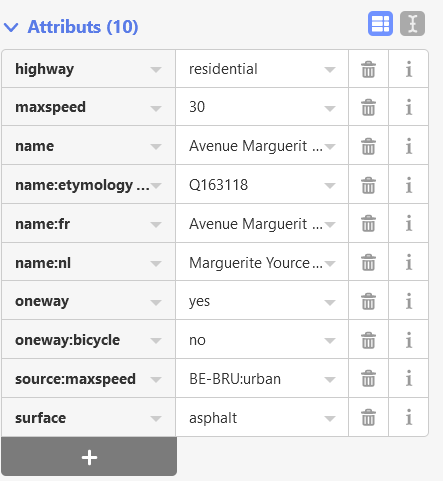 Attributs (10)
highway residential
maxspeed 30
name Avenue Marguerit ...
name:etymology ... Q163118
name:fr Avenue Marguerit ...
name:nl Marguerite Yource ...
oneway yes
oneway:bicycle no
source:maxspeed BE-BRU:urban
surface asphalt